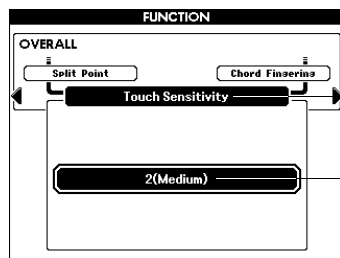 FUNCTION
OVERALL
Split Point Chord Fingering
Touch Sensitivity
2(Medium)